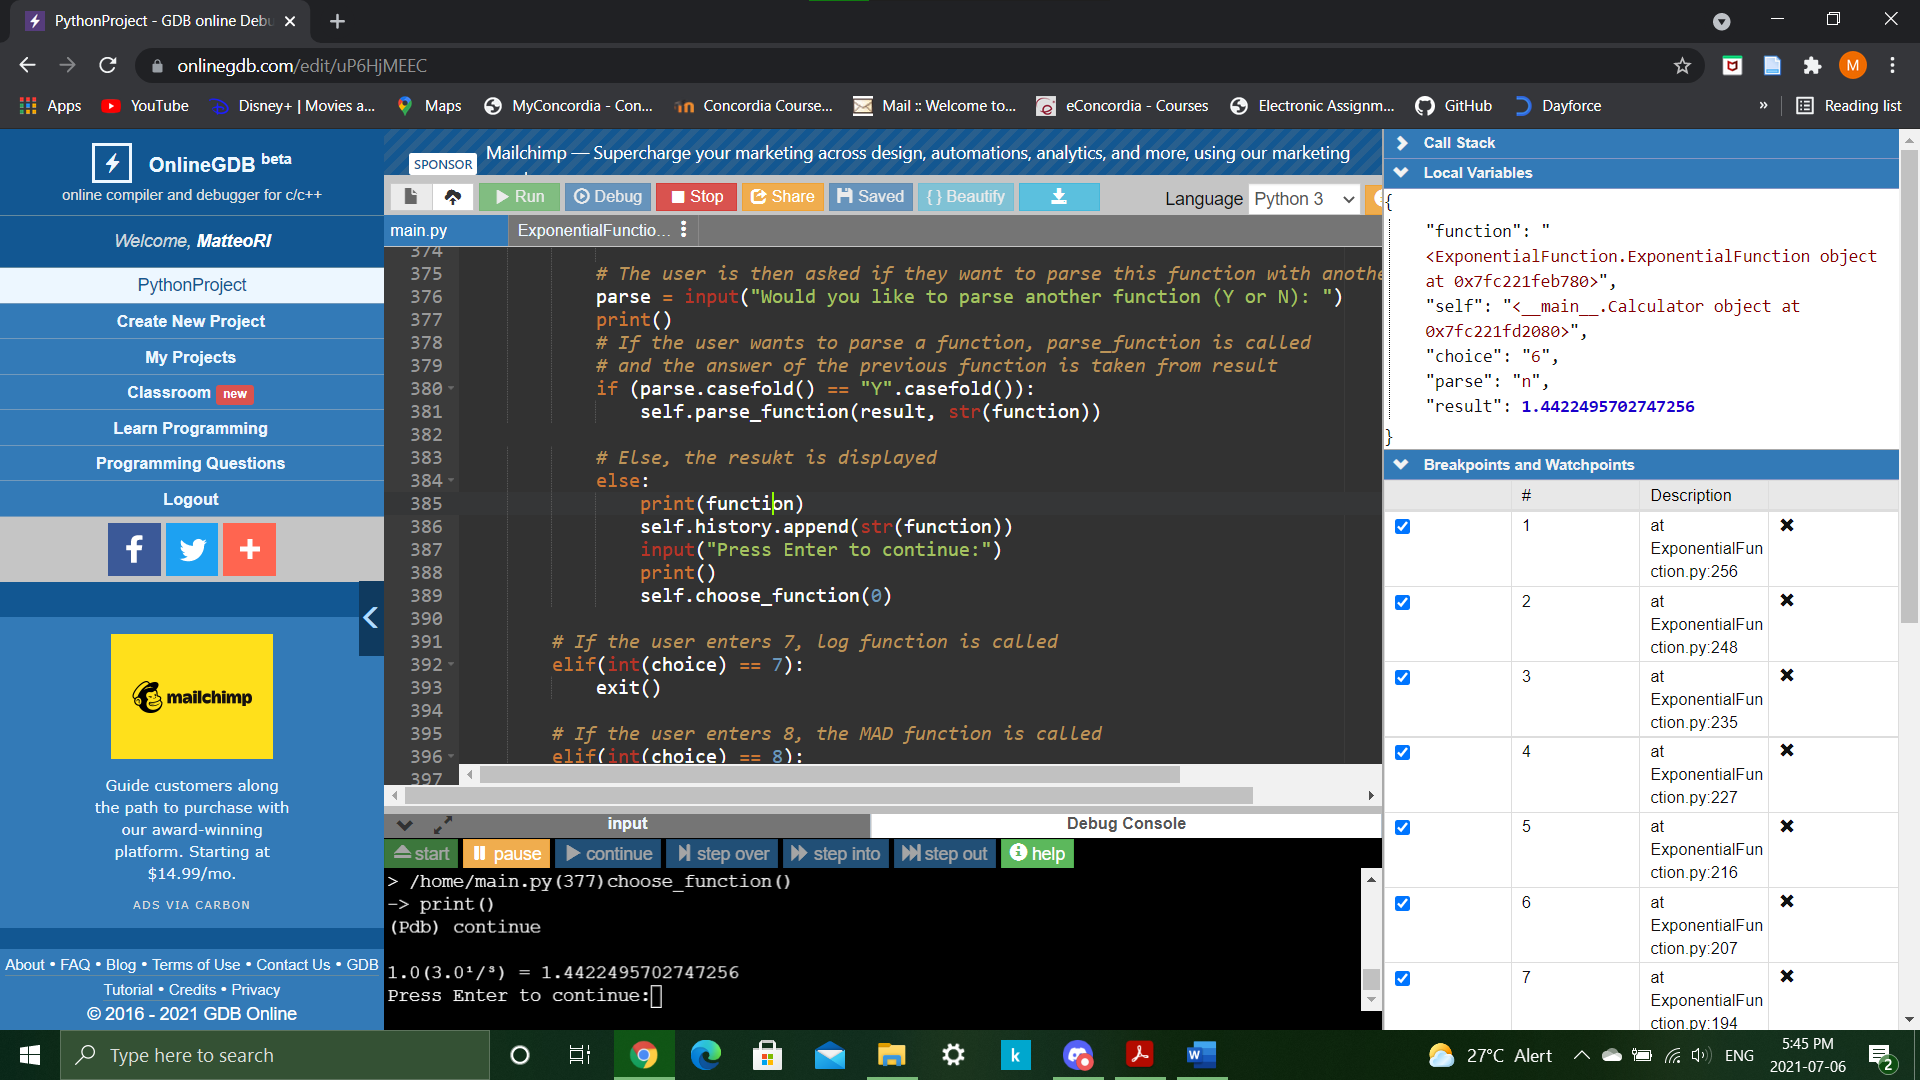 PythonProject - GDB online Debu
onlinegdb.com/edit/uP6HjMEEC
M
Apps
YouTube
Disney+ | Movies a...
Maps
MyConcordia - Con...
Concordia Course...
Mail :: Welcome to...
eConcordia - Courses
Electronic Assignm...
GitHub
Dayforce
»
Reading list
OnlineGDB beta
online compiler and debugger for c/c++
Welcome, MatteoRI
PythonProject
Create New Project
My Projects
Classroom new
Learn Programming
Programming Questions
Logout
mailchimp
Guide customers along
the path to purchase with
our award-winning
platform. Starting at
$14.99/mo.
ADS VIA CARBON
About • FAQ • Blog • Terms of Use • Contact Us • GDB
Tutorial • Credits • Privacy
© 2016 - 2021 GDB Online
SPONSOR
Mailchimp — Supercharge your marketing across design, automations, analytics, and more, using our marketing
Run
Debug
Stop
Share
Saved
{ } Beautify
Language
Python 3
main.py
ExponentialFunctio...
374
375 # The user is then asked if they want to parse this function with anothe
376 parse = input("Would you like to parse another function (Y or N): ")
377 print()
378 # If the user wants to parse a function, parse_function is called
379 # and the answer of the previous function is taken from result
380 if (parse.casefold() == "Y".casefold()):
381 self.parse_function(result, str(function))
382
383 # Else, the resukt is displayed
384 else:
385 print(function)
386 self.history.append(str(function))
387 input("Press Enter to continue:")
388 print()
389 self.choose_function(0)
390
391 # If the user enters 7, log function is called
392 elif(int(choice) == 7):
393 exit()
394
395 # If the user enters 8, the MAD function is called
396 elif(int(choice) == 8):
397
input
Debug Console
start
pause
continue
step over
step into
step out
help
> /home/main.py(377)choose_function()
-> print()
(Pdb) continue
1.0(3.0¹/³) = 1.4422495702747256
Press Enter to continue:
Call Stack
Local Variables
{
"function": "
<ExponentialFunction.ExponentialFunction object
at 0x7fc221feb780>",
"self": "<__main__.Calculator object at
0x7fc221fd2080>",
"choice": "6",
"parse": "n",
"result": 1.4422495702747256
}
Breakpoints and Watchpoints
# Description
1 at
ExponentialFun
ction.py:256
2 at
ExponentialFun
ction.py:248
3 at
ExponentialFun
ction.py:235
4 at
ExponentialFun
ction.py:227
5 at
ExponentialFun
ction.py:216
6 at
ExponentialFun
ction.py:207
7 at
ExponentialFun
ction.py:194
Type here to search
27°C Alert
ENG
5:45 PM
2021-07-06
2